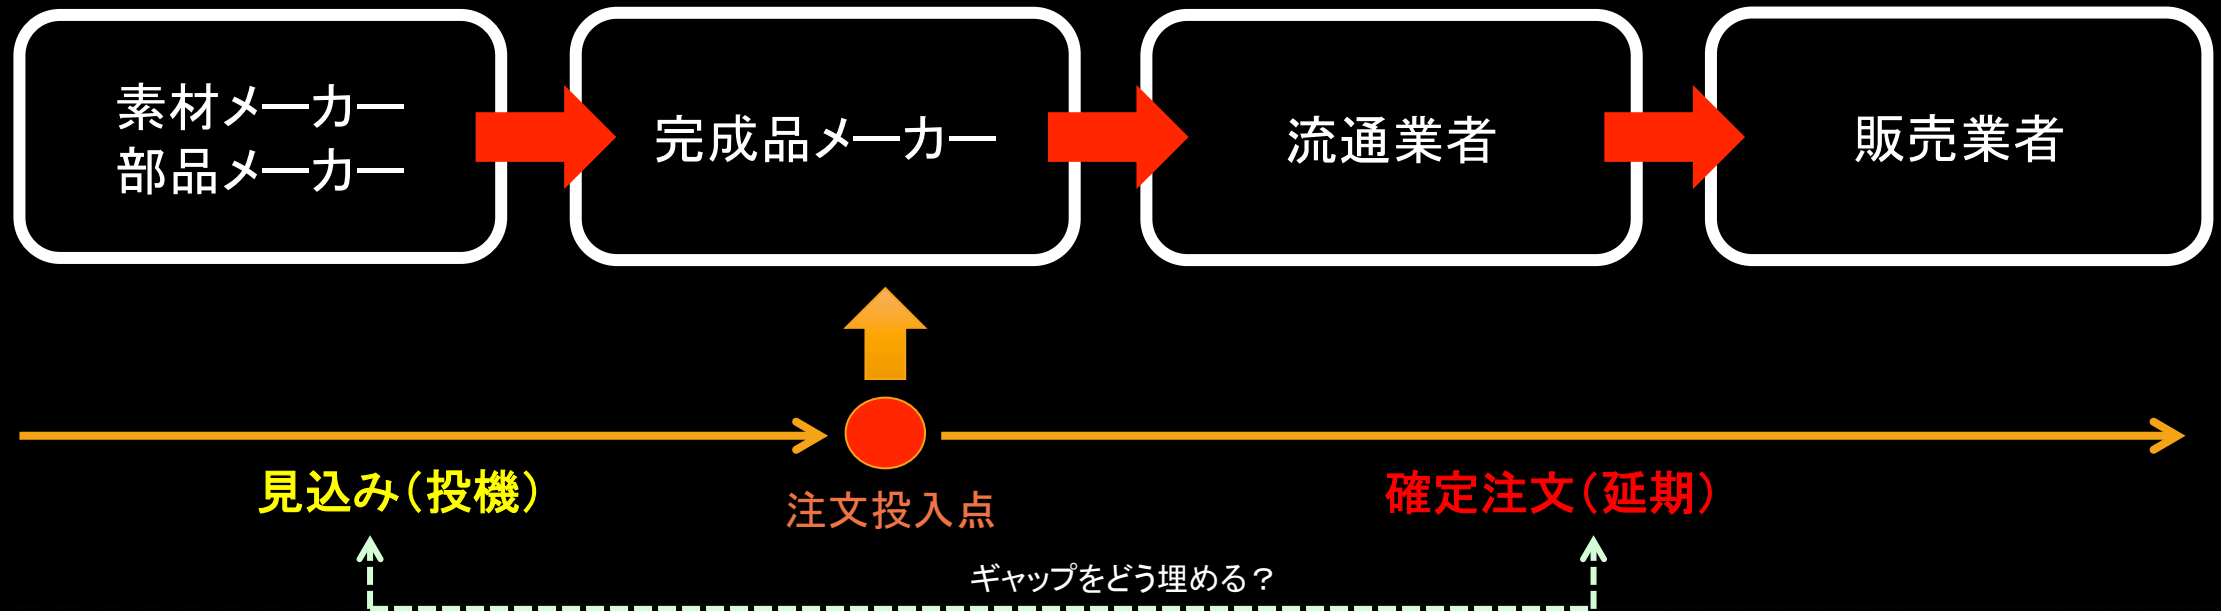 素材メーカー
部品メーカー
完成品メーカー
流通業者
販売業者
見込み（投機）
注文投入点
確定注文（延期）
ギャップをどう埋める？